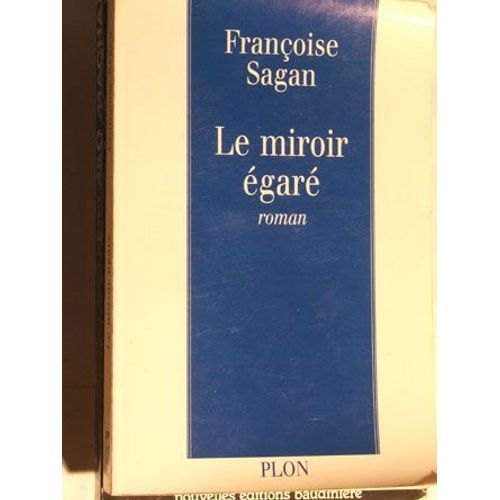 Françoise
Sagan
Le miroir
égaré
roman
PLON
nouvelles éditions baudinière